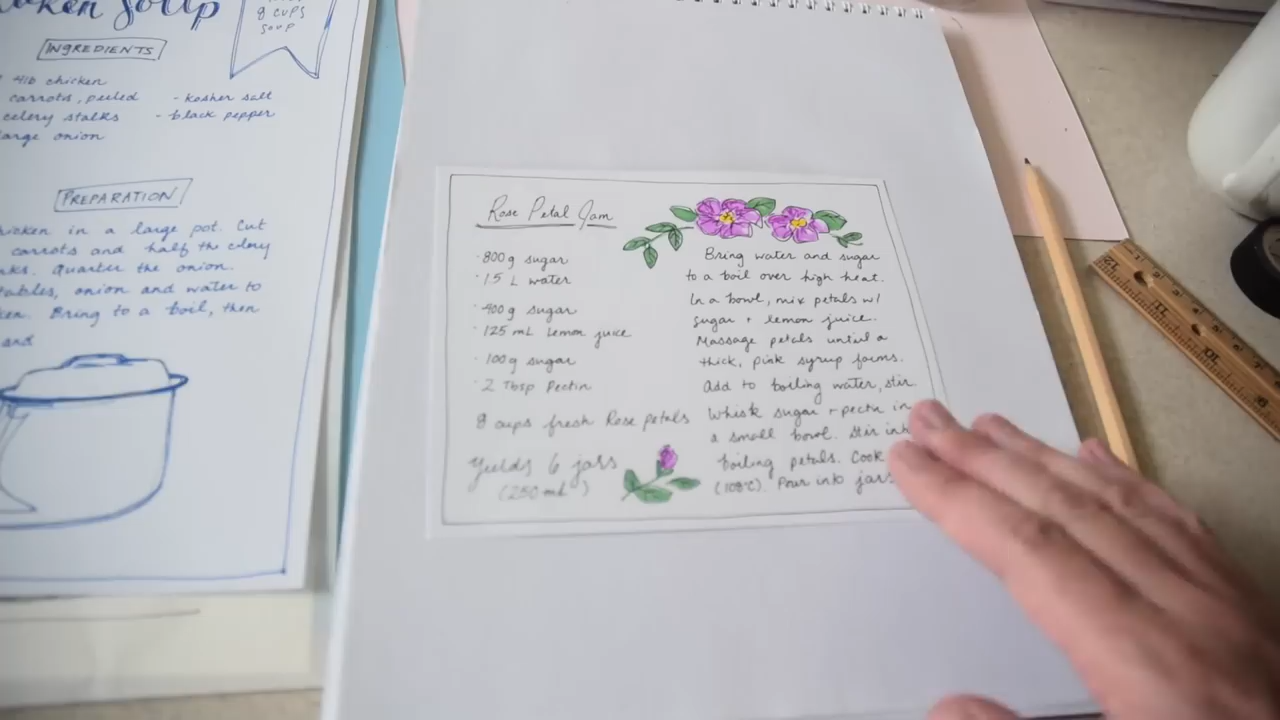 Soup
8 CUPS
SOUP
INGREDIENTS
4lb chicken
carrots, peeled - kosher salt
celery stalks - black pepper
large onion
PREPARATION
chicken in a large pot. Cut
carrots and half the celery
Quarter the onion.
onion and water to
Bring to a boil, then
and
Rose Petal Jam
· 800g sugar
· 1.5 L water
· 400g sugar
· 125 mL Lemon juice
· 100g sugar
· 2 Tbsp Pectin
8 cups fresh Rose petals
Yields 6 jars
(250 mL)
Bring water and sugar
to a boil over high heat.
In a bowl, mix petals w/
sugar + lemon juice.
Massage petals until a
thick, pink syrup forms.
Add to boiling water, stir.
Whisk sugar + pectin in
a small bowl. Stir into
boiling petals. Cook
(108°C). Pour into jars
12
11
10